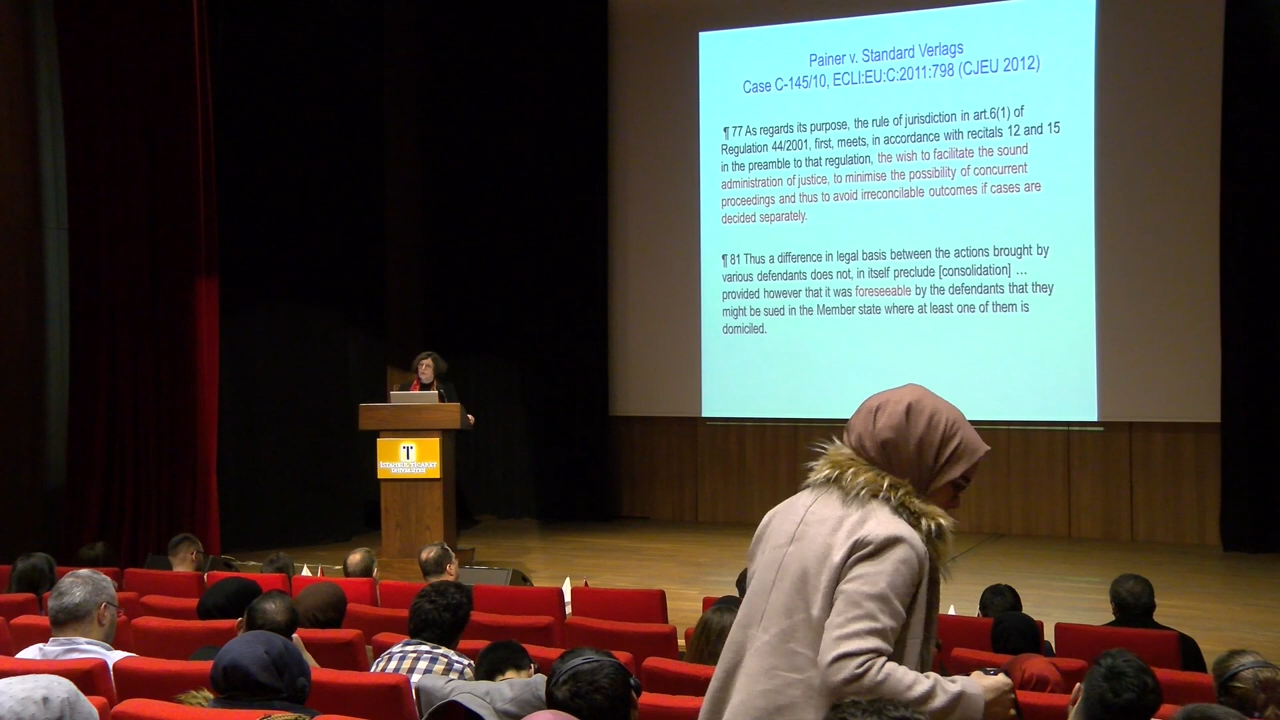 Painer v. Standard Verlags
Case C-145/10, ECLI:EU:C:2011:798 (CJEU 2012)
¶ 77 As regards its purpose, the rule of jurisdiction in art.6(1) of
Regulation 44/2001, first, meets, in accordance with recitals 12 and 15
in the preamble to that regulation, the wish to facilitate the sound
administration of justice, to minimise the possibility of concurrent
proceedings and thus to avoid irreconcilable outcomes if cases are
decided separately.
¶ 81 Thus a difference in legal basis between the actions brought by
various defendants does not, in itself preclude [consolidation] ...
provided however that it was foreseeable by the defendants that they
might be sued in the Member state where at least one of them is
domiciled.